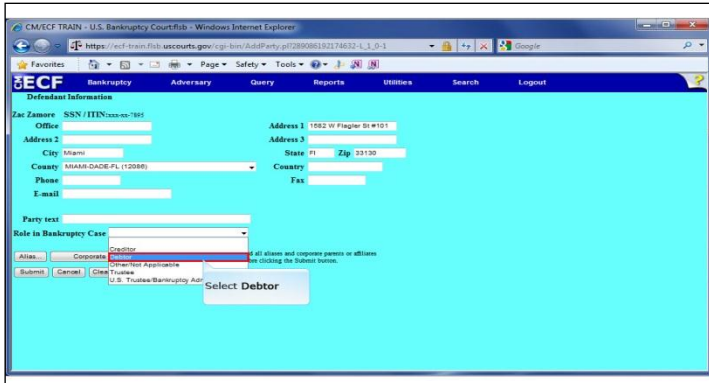 CM/ECF TRAIN - U.S. Bankruptcy Court:flsb - Windows Internet Explorer
https://ecf-train.flsb.uscourts.gov/cgi-bin/AddParty.pl?289086192174632-L_1_0-1
Google
Favorites Page Safety Tools
ECF Bankruptcy Adversary Query Reports Utilities Search Logout ?
Defendant Information
Zac Zamore SSN / ITIN: xxx-xx-7895
Office Address 1 1682 W Flagler St #101
Address 2 Address 3
City Miami State Fl Zip 33130
County MIAMI-DADE-FL (12086) Country
Phone Fax
E-mail
Party text
Role in Bankruptcy Case
Creditor
Alias... Corporate Debtor d all aliases and corporate parents or affiliates
Other/Not Applicable re clicking the Submit button.
Submit Cancel Clea Trustee
U.S. Trustee/Bankruptcy Adr
Select Debtor